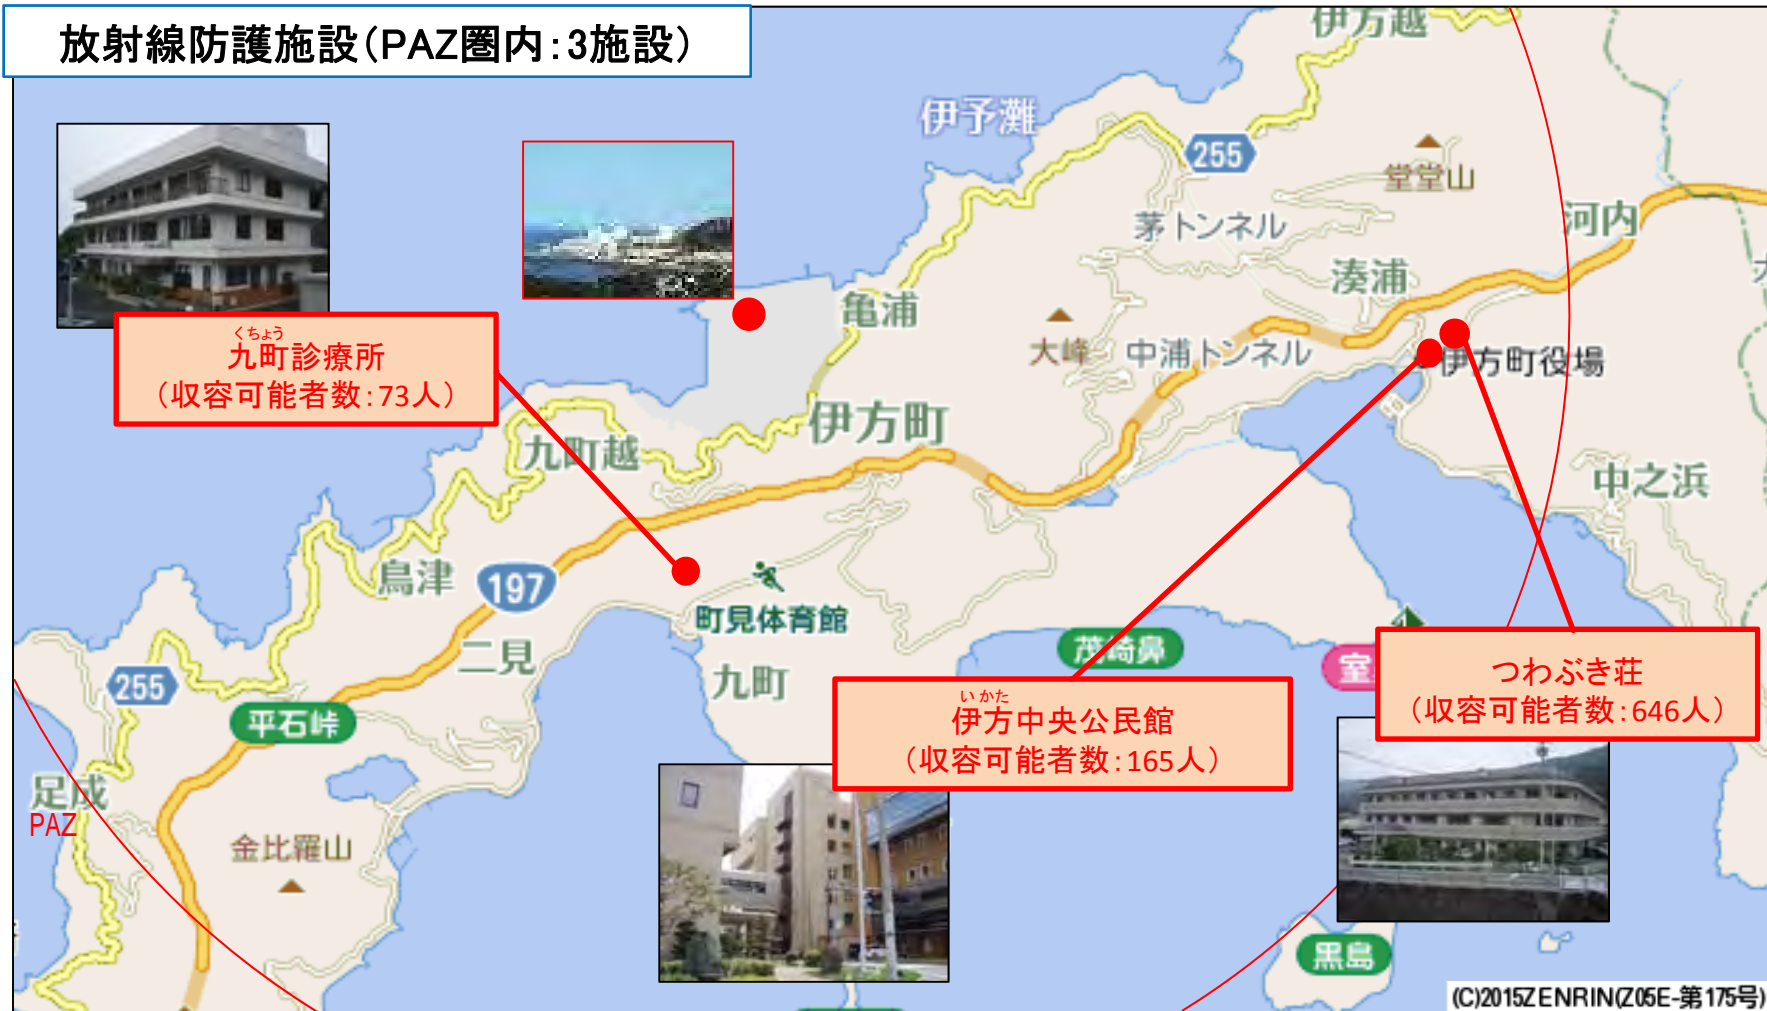 放射線防護施設(PAZ圏内:3施設)
伊方越
伊予灘
255
堂堂山
茅トンネル
河内
湊浦
亀浦
大峰
中浦トンネル
伊方町役場
くちょう
九町診療所
(収容可能者数:73人)
伊方町
九町越
中之浜
鳥津
197
町見体育館
二見
九町
茂崎鼻
室
255
平石峠
つわぶき荘
(収容可能者数:646人)
いかた
伊方中央公民館
(収容可能者数:165人)
足成
PAZ
金比羅山
黒島
(C)2015ZENRIN(Z05E-第175号)